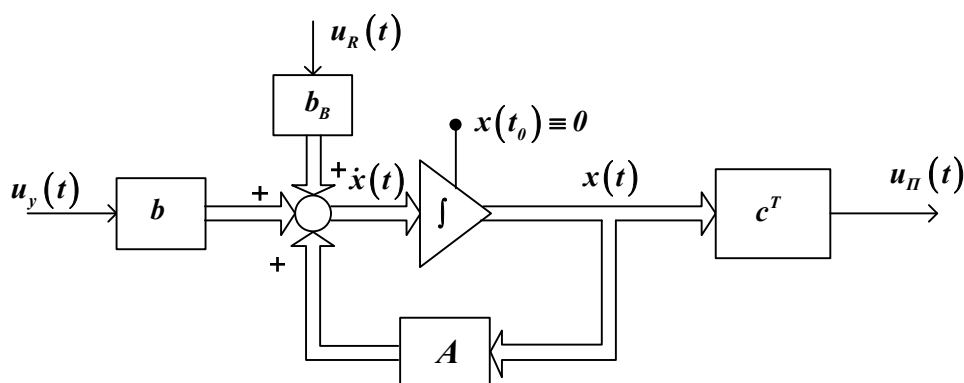 u_R(t)
b_B
x(t_0) ≡ 0
u_y(t)
b
+
+
ẋ(t)
∫
x(t)
c^T
u_П(t)
+
A